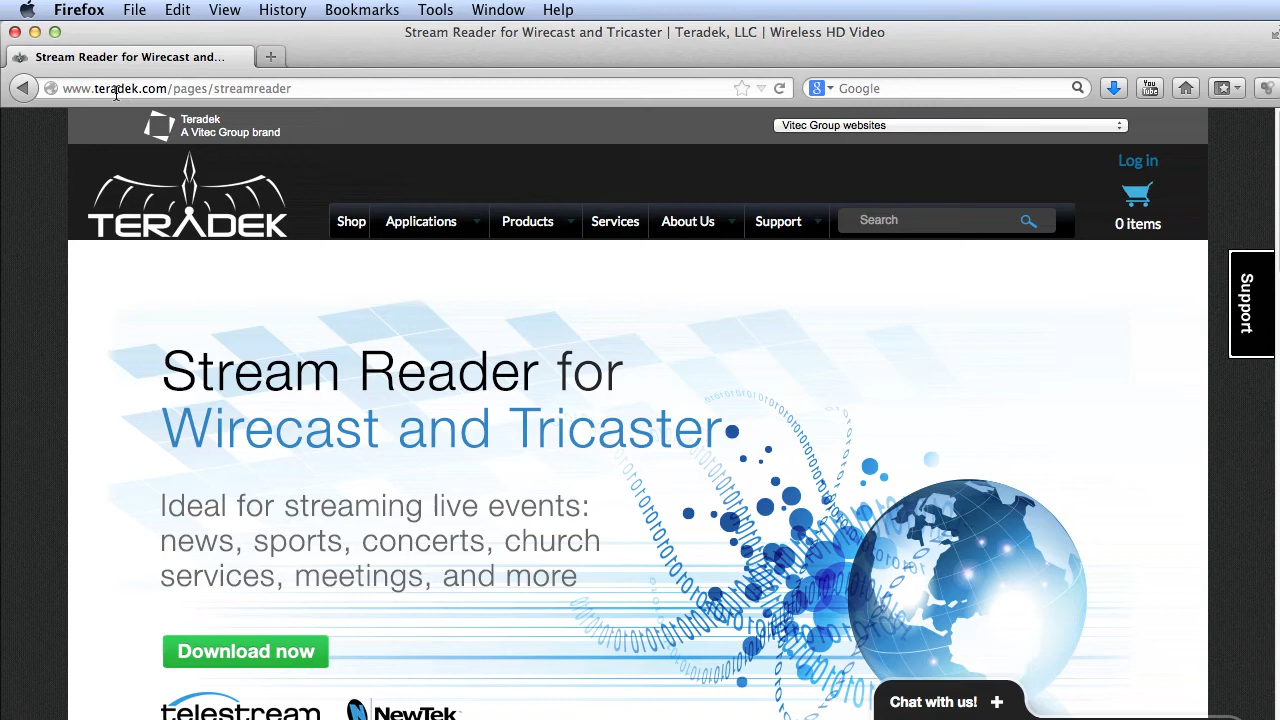 Firefox File Edit View History Bookmarks Tools Window Help
Stream Reader for Wirecast and Tricaster | Teradek, LLC | Wireless HD Video
Stream Reader for Wirecast and...
www.teradek.com/pages/streamreader
Google
You Tube
Teradek
A Vitec Group brand
Vitec Group websites
Log in
TERADEK
Shop Applications Products Services About Us Support Search
0 items
Support
Stream Reader for
Wirecast and Tricaster
Ideal for streaming live events:
news, sports, concerts, church
services, meetings, and more
Download now
telestream NewTek
Chat with us! +